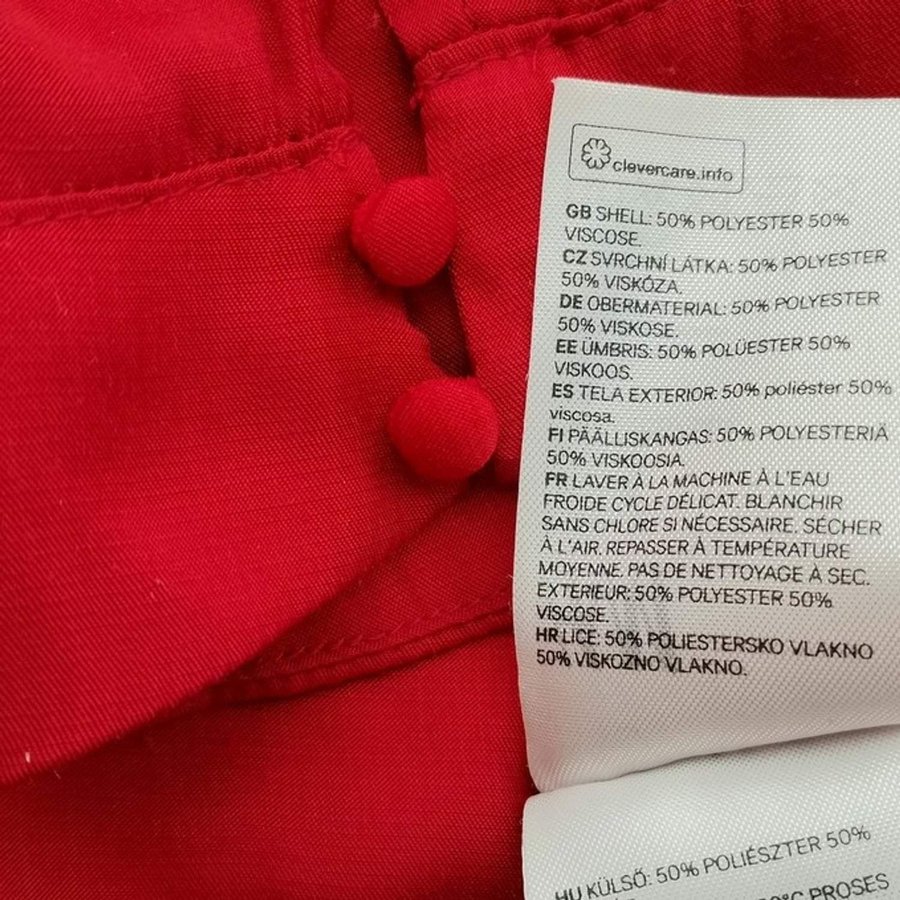 clevercare.info
GB SHELL: 50% POLYESTER 50%
VISCOSE.
CZ SVRCHNÍ LÁTKA: 50% POLYESTER
50% VISKÓZA.
DE OBERMATERIAL: 50% POLYESTER
50% VISKOSE.
EE ÜMBRIS: 50% POLÜESTER 50%
VISKOOS.
ES TELA EXTERIOR: 50% poliéster 50%
viscosa.
FI PÄÄLLISKANGAS: 50% POLYESTERIÄ
50% VISKOOSIA.
FR LAVER À LA MACHINE À L'EAU
FROIDE CYCLE DÉLICAT. BLANCHIR
SANS CHLORE SI NÉCESSAIRE. SÉCHER
À L'AIR. REPASSER À TEMPÉRATURE
MOYENNE. PAS DE NETTOYAGE À SEC.
EXTERIEUR: 50% POLYESTER 50%
VISCOSE.
HR LICE: 50% POLIESTERSKO VLAKNO
50% VISKOZNO VLAKNO.
HU KÜLSŐ: 50% POLIÉSZTER 50%
PROSES